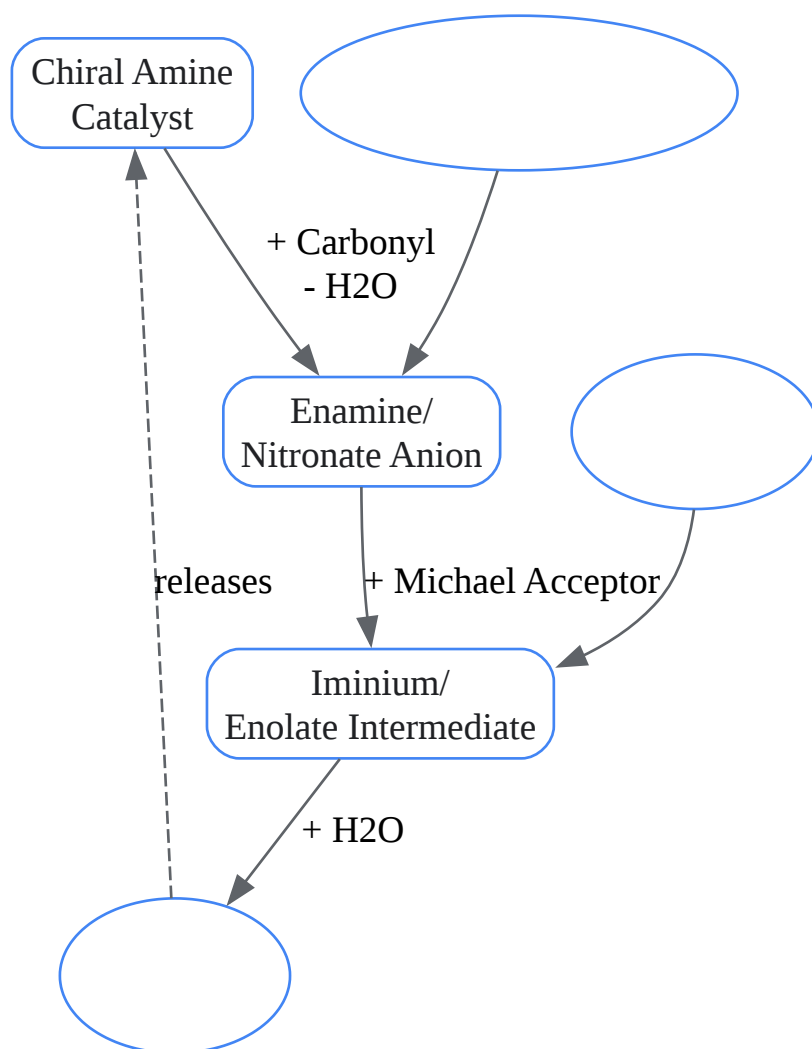 Chiral Amine
Catalyst
+ Carbonyl
- H2O
Enamine/
Nitronate Anion
releases
+ Michael Acceptor
Iminium/
Enolate Intermediate
+ H2O